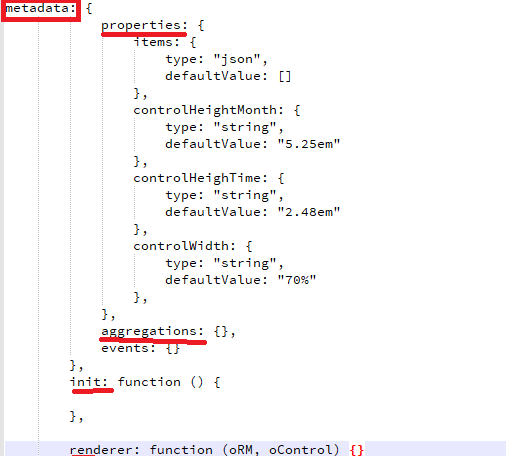 metadata: {
properties: {
items: {
type: "json",
defaultValue: []
},
controlHeightMonth: {
type: "string",
defaultValue: "5.25em"
},
controlHeighTime: {
type: "string",
defaultValue: "2.48em"
},
controlWidth: {
type: "string",
defaultValue: "70%"
},
},
aggregations: {},
events: {}
},
init: function () {
},
renderer: function (oRM, oControl) {}